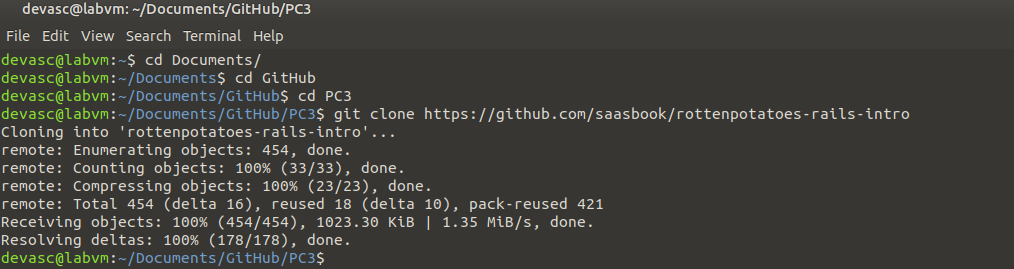 devasc@labvm: ~/Documents/GitHub/PC3
File Edit View Search Terminal Help
devasc@labvm:~$ cd Documents/
devasc@labvm:~/Documents$ cd GitHub
devasc@labvm:~/Documents/GitHub$ cd PC3
devasc@labvm:~/Documents/GitHub/PC3$ git clone https://github.com/saasbook/rottenpotatoes-rails-intro
Cloning into 'rottenpotatoes-rails-intro'...
remote: Enumerating objects: 454, done.
remote: Counting objects: 100% (33/33), done.
remote: Compressing objects: 100% (23/23), done.
remote: Total 454 (delta 16), reused 18 (delta 10), pack-reused 421
Receiving objects: 100% (454/454), 1023.30 KiB | 1.35 MiB/s, done.
Resolving deltas: 100% (178/178), done.
devasc@labvm:~/Documents/GitHub/PC3$